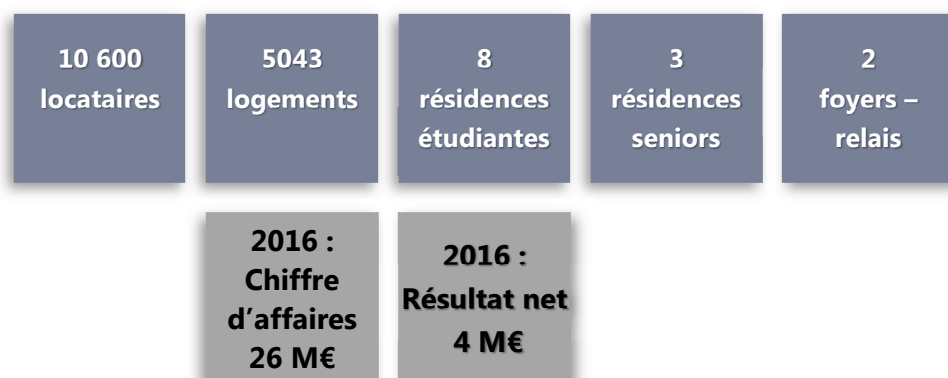 10 600
locataires
5043
logements
8
résidences
étudiantes
3
résidences
seniors
2
foyers –
relais
2016 :
Chiffre
d’affaires
26 M€
2016 :
Résultat net
4 M€